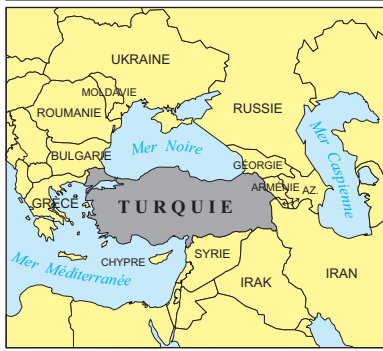 UKRAINE
MOLDAVIE
ROUMANIE
RUSSIE
Mer Caspienne
BULGARIE
Mer Noire
GÉORGIE
ARMÉNIE
AZ.
GRÈCE
TURQUIE
Mer Méditerranée
CHYPRE
SYRIE
IRAK
IRAN